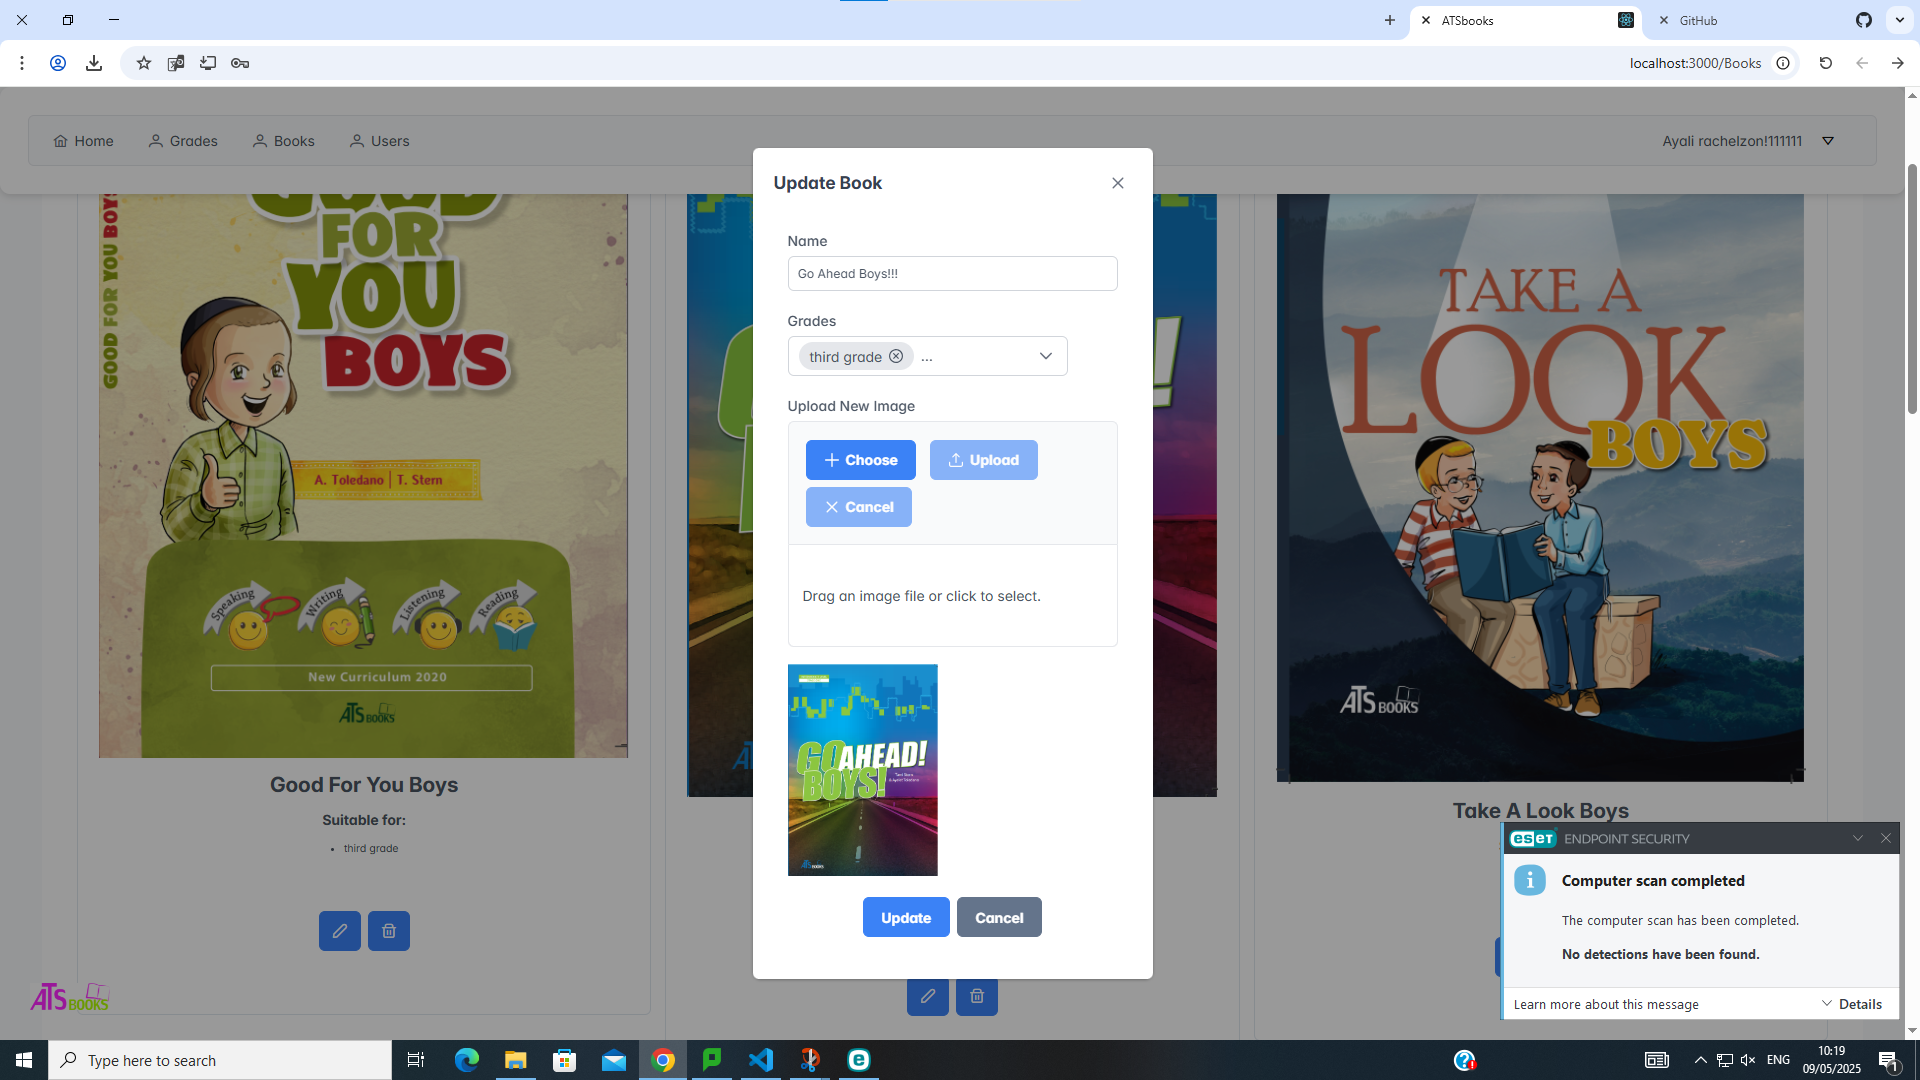 ATSbooks
GitHub
localhost:3000/Books
Home
Grades
Books
Users
Ayali rachelzon!111111
GOOD FOR YOU BOYS
GOOD
FOR
YOU
BOYS
A. Toledano | T. Stern
Speaking
Writing
Listening
Reading
New Curriculum 2020
ATS BOOKS
Good For You Boys
Suitable for:
third grade
ATS BOOKS
Update Book
Name
Go Ahead Boys!!!
Grades
third grade
...
Upload New Image
Choose
Upload
Cancel
Drag an image file or click to select.
GO AHEAD!
BOYS!
ATS BOOKS
Update
Cancel
TAKE A
LOOK
BOYS
ATS BOOKS
Take A Look Boys
eset ENDPOINT SECURITY
Computer scan completed
The computer scan has been completed.
No detections have been found.
Learn more about this message
Details
Type here to search
ENG
10:19
09/05/2025
1